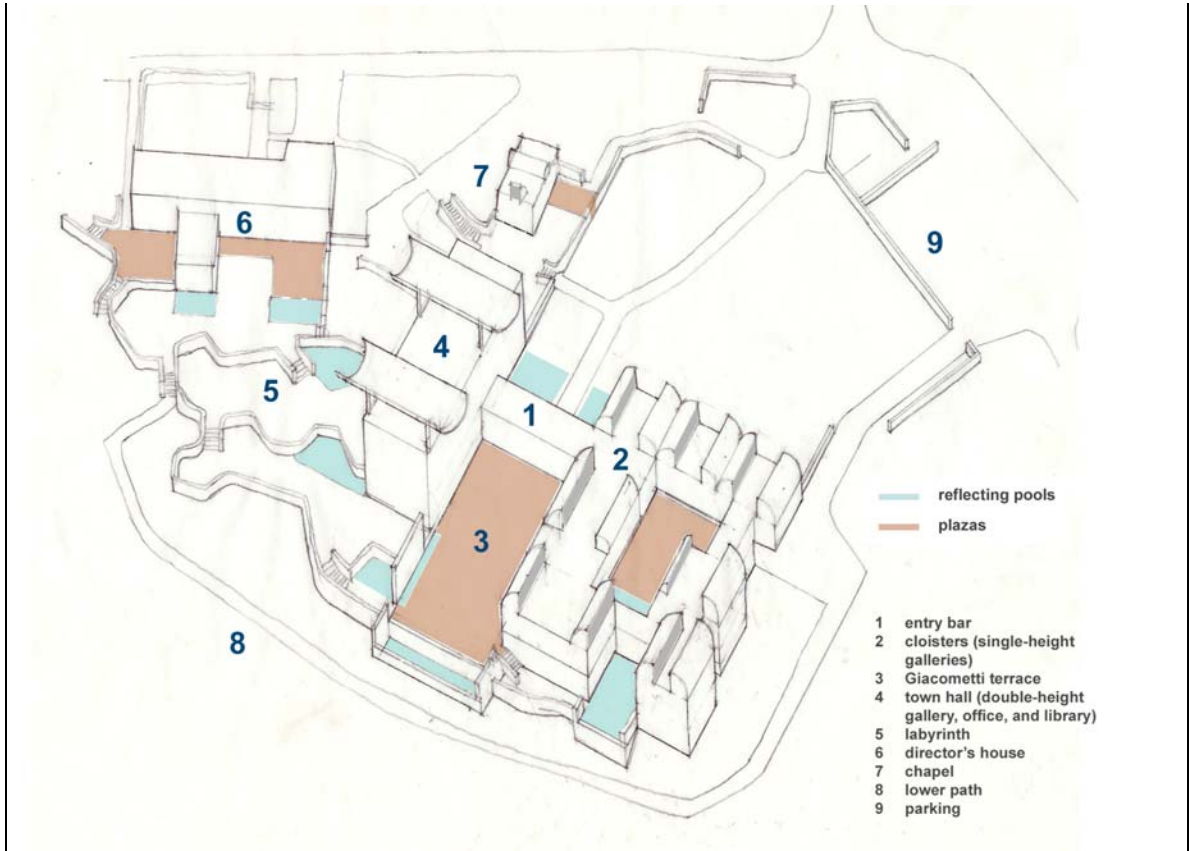 7
6
9
4
5
1
2
reflecting pools
plazas
3
8
1 entry bar
2 cloisters (single-height
galleries)
3 Giacometti terrace
4 town hall (double-height
gallery, office, and library)
5 labyrinth
6 director's house
7 chapel
8 lower path
9 parking